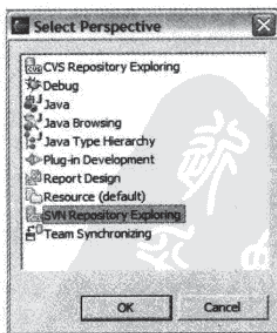 Select Perspective
CVS Repository Exploring
Debug
Java
Java Browsing
Java Type Hierarchy
Plug-in Development
Report Design
Resource (default)
SVN Repository Exploring
Team Synchronizing
OK
Cancel